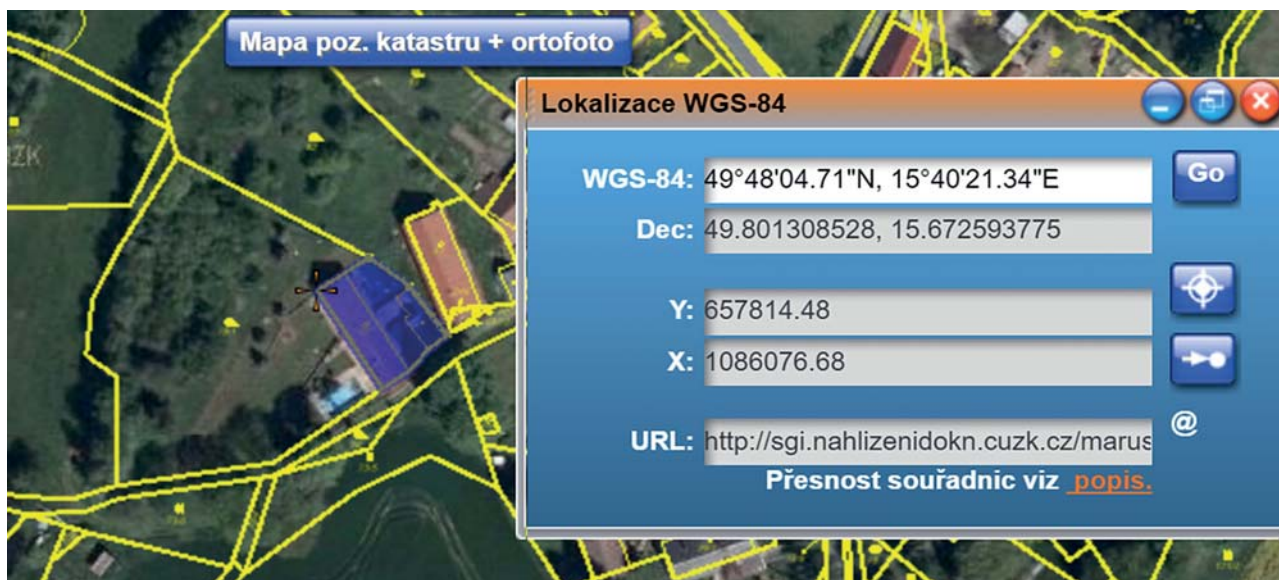 Mapa poz. katastru + ortofoto
Lokalizace WGS-84
WGS-84: 49°48'04.71"N, 15°40'21.34"E Go
Dec: 49.801308528, 15.672593775
Y: 657814.48
X: 1086076.68
URL: http://sgi.nahlizenidokn.cuzk.cz/marus @
Přesnost souřadnic viz popis.